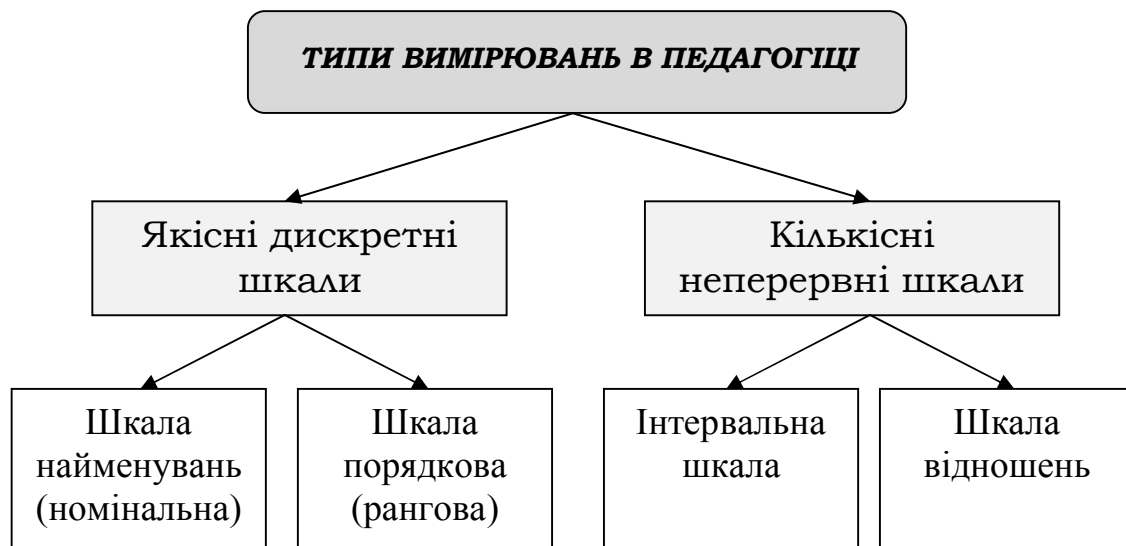 ТИПИ ВИМІРЮВАНЬ В ПЕДАГОГІЦІ
Якісні дискретні
шкали
Кількісні
неперервні шкали
Шкала
найменувань
(номінальна)
Шкала
порядкова
(рангова)
Інтервальна
шкала
Шкала
відношень